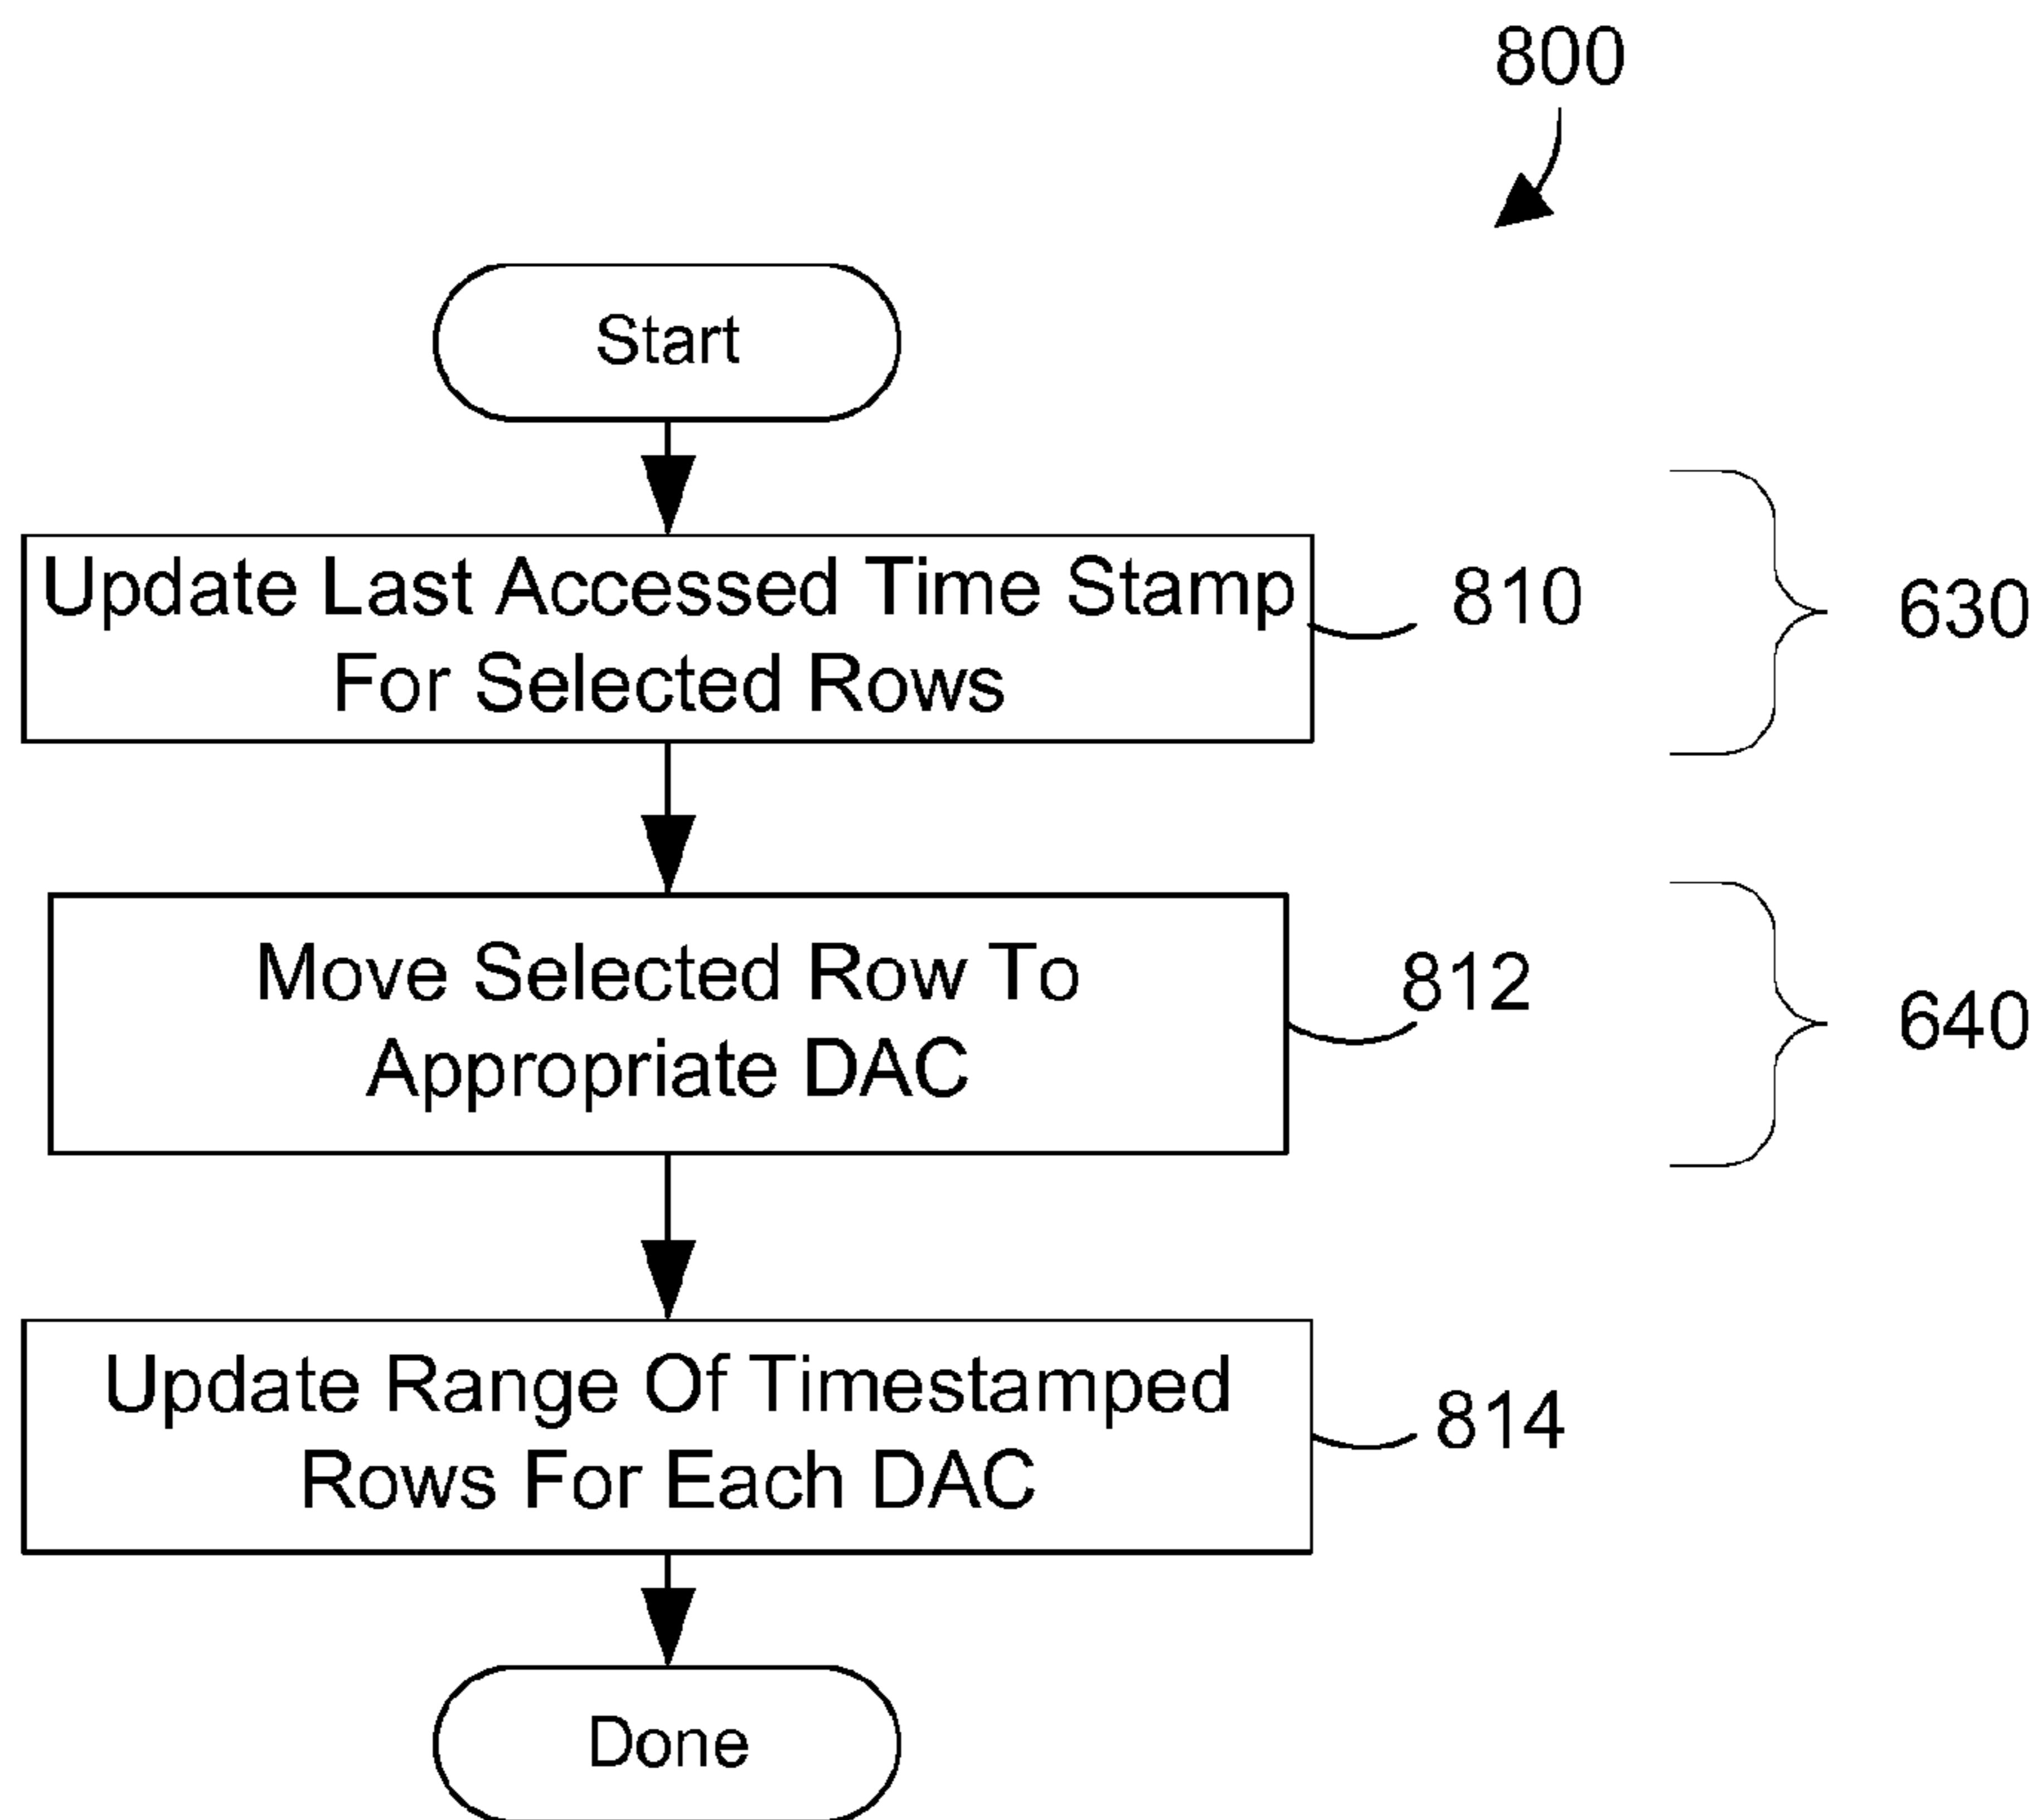 800
Start
Update Last Accessed Time Stamp
For Selected Rows
810
630
Move Selected Row To
Appropriate DAC
812
640
Update Range Of Timestamped
Rows For Each DAC
814
Done